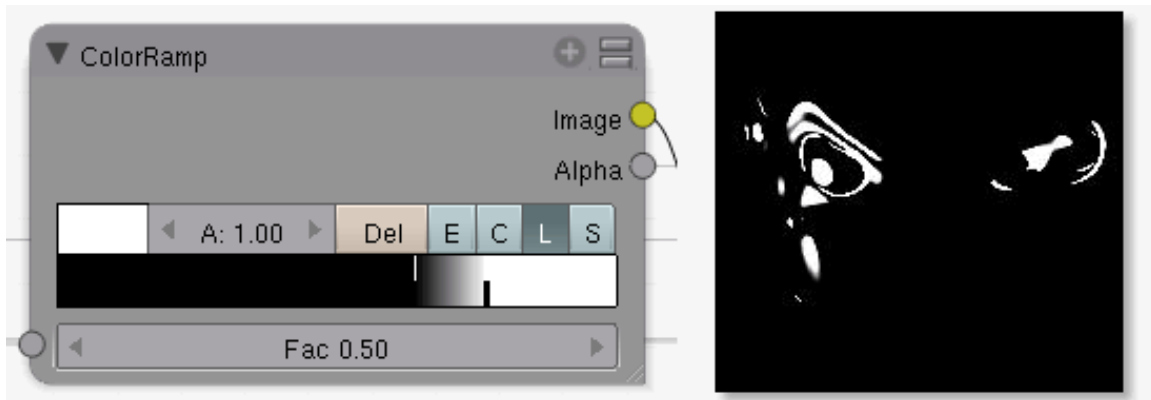 ColorRamp
Image
Alpha
A: 1.00 Del E C L S
Fac 0.50